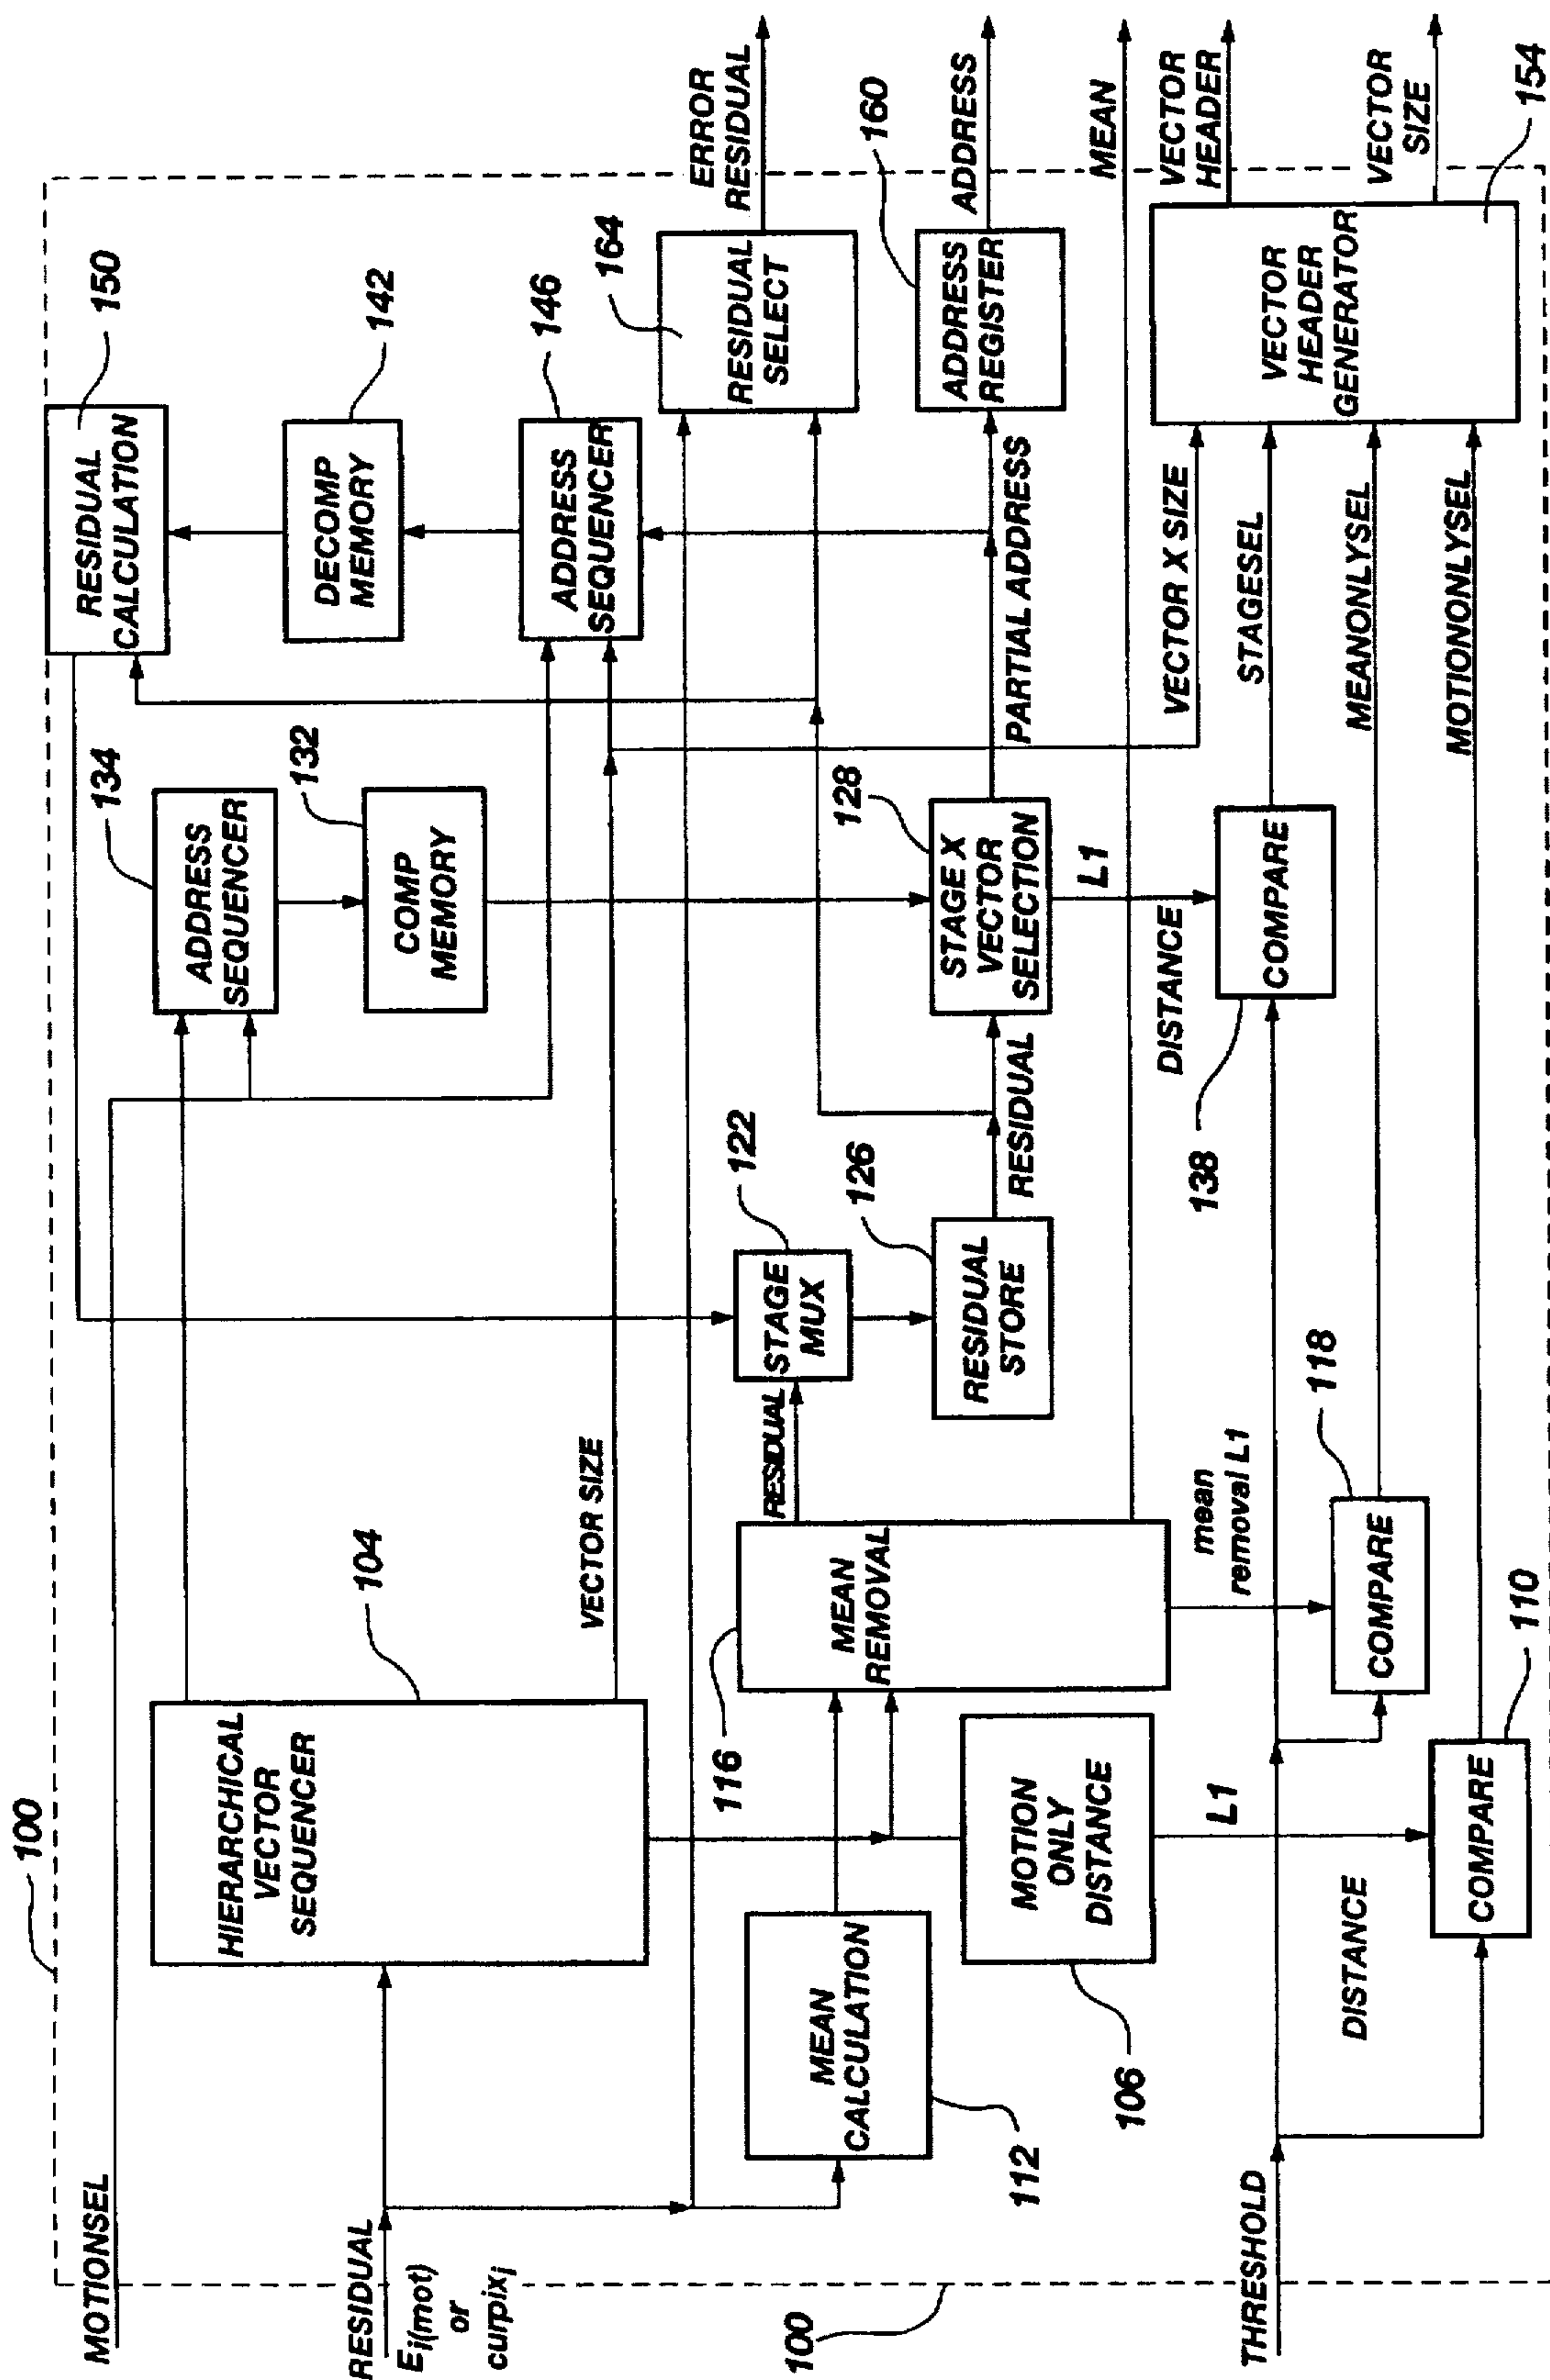 100
MOTIONSEL
RESIDUAL
Ei(mot)
or
curpixi
100
THRESHOLD
104
HIERARCHICAL
VECTOR
SEQUENCER
VECTOR SIZE
MEAN
CALCULATION
112
MOTION
ONLY
DISTANCE
106
116
MEAN
REMOVAL
RESIDUAL
mean
removal L1
L1
DISTANCE
COMPARE
110
COMPARE
118
STAGE
MUX
122
RESIDUAL
STORE
126
RESIDUAL
134
ADDRESS
SEQUENCER
132
COMP
MEMORY
128
STAGE X
VECTOR
SELECTION
L1
DISTANCE
COMPARE
138
PARTIAL ADDRESS
RESIDUAL
CALCULATION
150
DECOMP
MEMORY
142
ADDRESS
SEQUENCER
146
RESIDUAL
SELECT
164
ADDRESS
REGISTER
160
VECTOR X SIZE
STAGESEL
MEANONLYSEL
MOTIONONLYSEL
VECTOR
HEADER
GENERATOR
154
ERROR
RESIDUAL
ADDRESS
MEAN
VECTOR
HEADER
VECTOR
SIZE